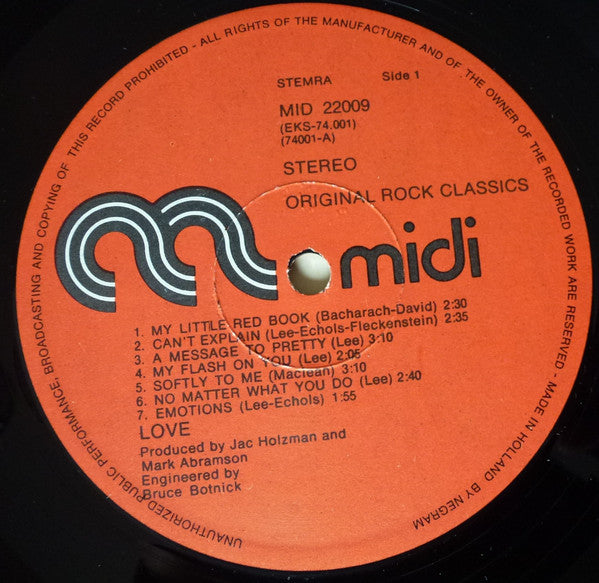 UNAUTHORIZED PUBLIC PERFORMANCE, BROADCASTING AND COPYING OF THIS RECORD PROHIBITED - ALL RIGHTS OF THE MANUFACTURER AND OF THE OWNER OF THE RECORDED WORK ARE RESERVED - MADE IN HOLLAND BY NEGRAM
STEMRA Side 1
MID 22009
(EKS-74.001)
(74001-A)
STEREO
ORIGINAL ROCK CLASSICS
midi
1. MY LITTLE RED BOOK (Bacharach-David) 2:30
2. CAN'T EXPLAIN (Lee-Echols-Fleckenstein) 2:35
3. A MESSAGE TO PRETTY (Lee) 3:10
4. MY FLASH ON YOU (Lee) 2:05
5. SOFTLY TO ME (Maclean) 3:10
6. NO MATTER WHAT YOU DO (Lee) 2:40
7. EMOTIONS (Lee-Echols) 1:55
LOVE
Produced by Jac Holzman and
Mark Abramson
Engineered by
Bruce Botnick